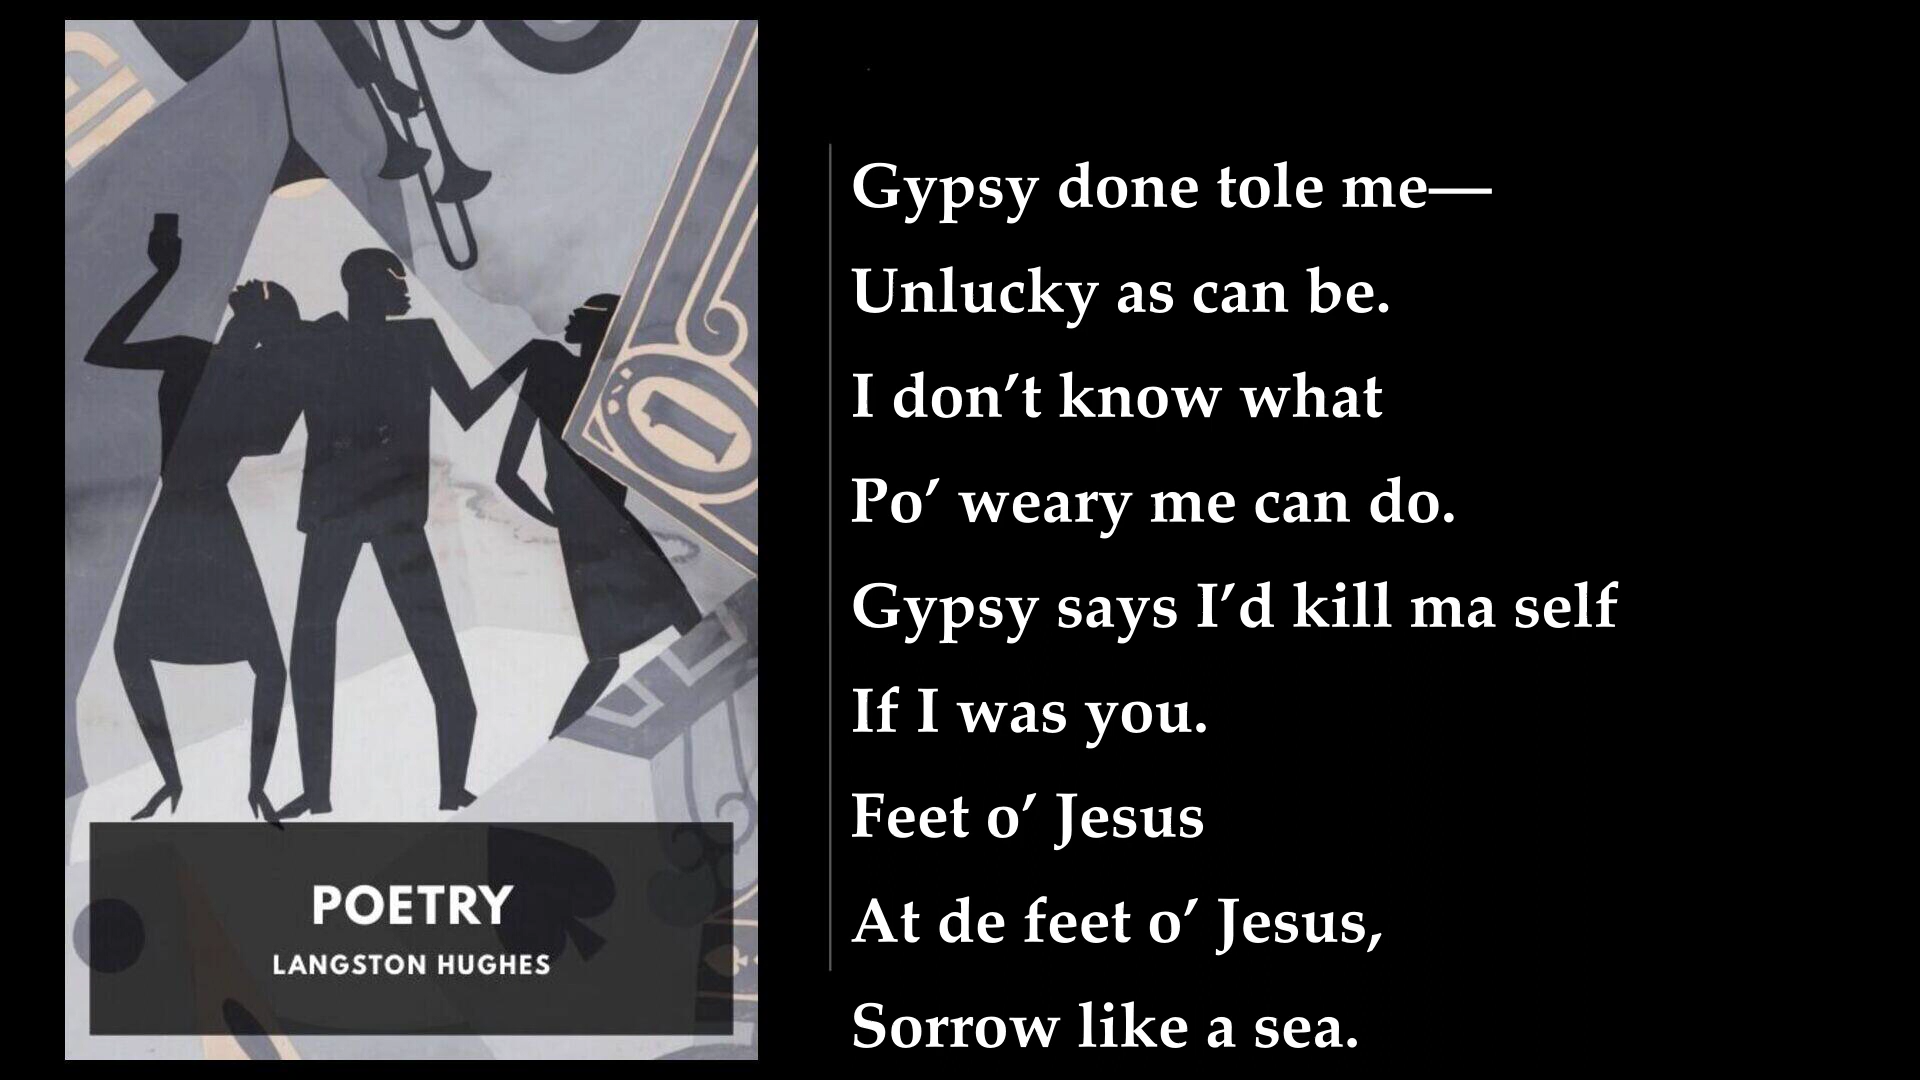 POETRY
LANGSTON HUGHES
Gypsy done tole me—
Unlucky as can be.
I don’t know what
Po’ weary me can do.
Gypsy says I’d kill ma self
If I was you.
Feet o’ Jesus
At de feet o’ Jesus,
Sorrow like a sea.